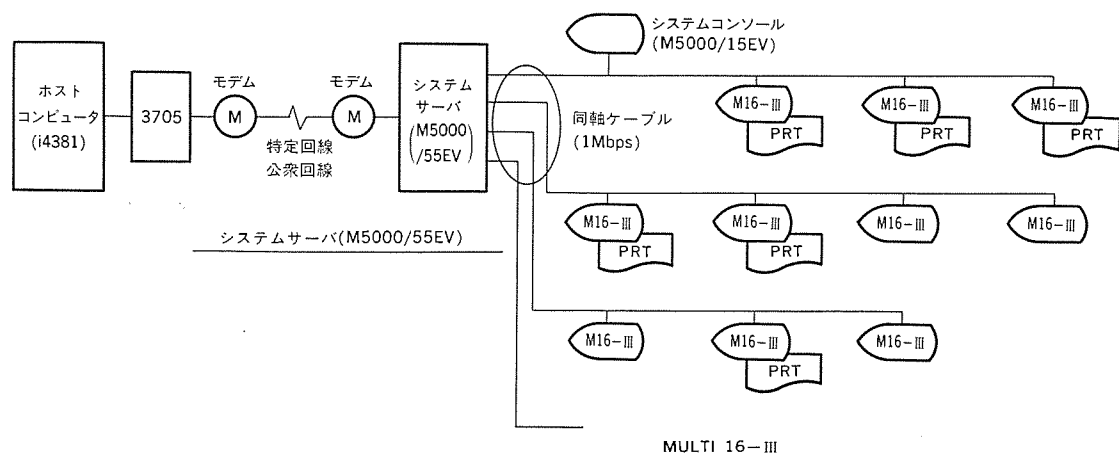 システムコンソール
(M5000/15EV)
ホスト
コンピュータ
(i4381)
3705
モデム
M
モデム
M
特定回線
公衆回線
システム
サーバ
(M5000
/55EV)
同軸ケーブル
(1Mbps)
M16-III
PRT
M16-III
PRT
M16-III
PRT
システムサーバ(M5000/55EV)
M16-III
PRT
M16-III
PRT
M16-III
M16-III
M16-III
M16-III
PRT
M16-III
MULTI 16-III